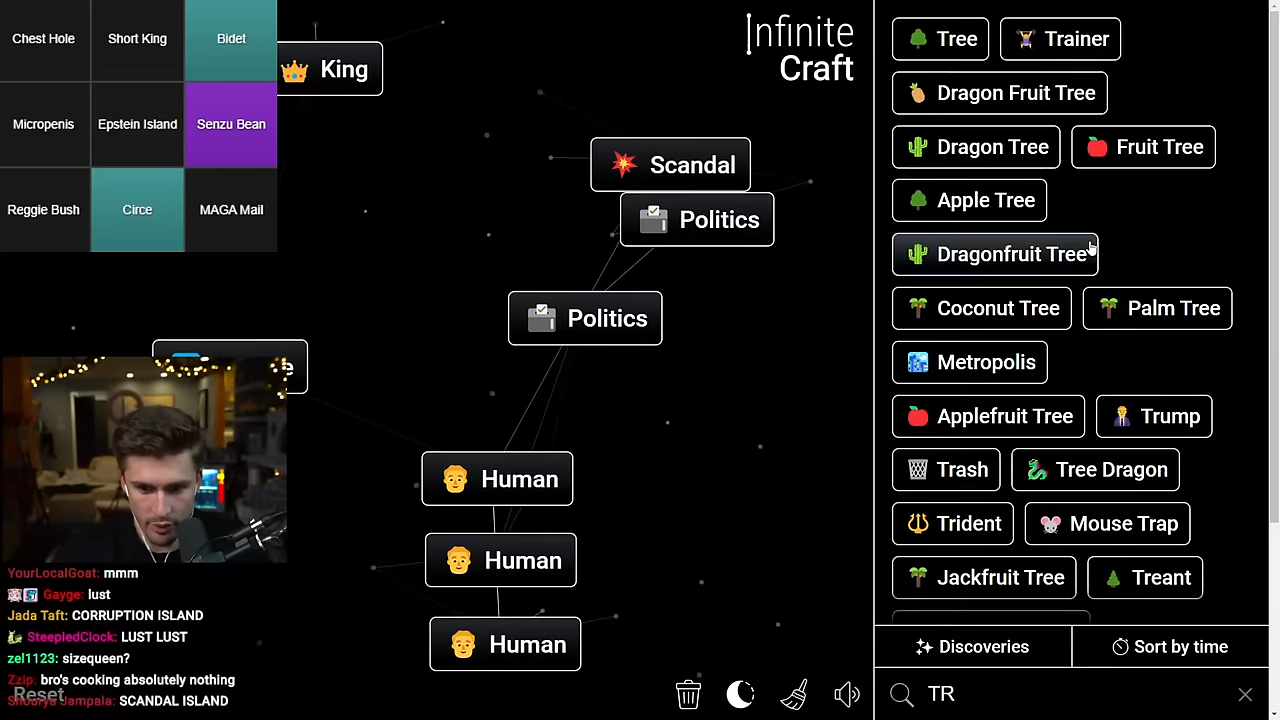 Chest Hole
Short King
Bidet
Micropenis
Epstein Island
Senzu Bean
Reggie Bush
Circe
MAGA Mail
King
Infinite
Craft
Scandal
Politics
Politics
Human
Human
Human
Tree
Trainer
Dragon Fruit Tree
Dragon Tree
Fruit Tree
Apple Tree
Dragonfruit Tree
Coconut Tree
Palm Tree
Metropolis
Applefruit Tree
Trump
Trash
Tree Dragon
Trident
Mouse Trap
Jackfruit Tree
Treant
Discoveries
Sort by time
TR
YourLocalGoat: mmm
Gayge: lust
Jada Taft: CORRUPTION ISLAND
SteepledClock: LUST LUST
zel1123: sizequeen?
Zzip: bro's cooking absolutely nothing
Reset
Shourya Jampala: SCANDAL ISLAND